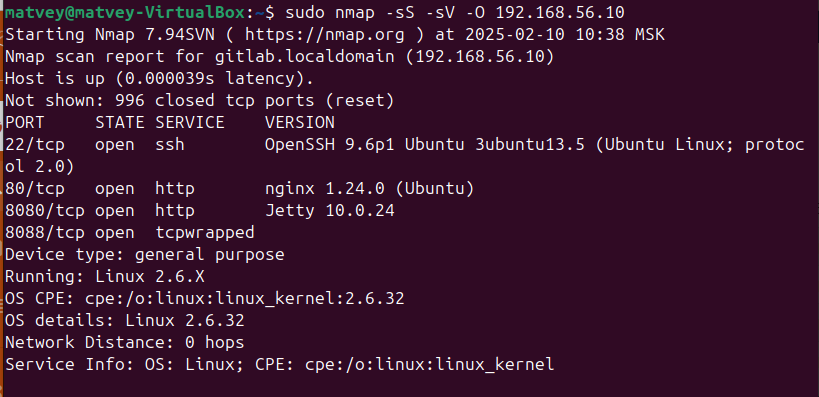 matvey@matvey-VirtualBox:~$ sudo nmap -sS -sV -O 192.168.56.10
Starting Nmap 7.94SVN ( https://nmap.org ) at 2025-02-10 10:38 MSK
Nmap scan report for gitlab.localdomain (192.168.56.10)
Host is up (0.000039s latency).
Not shown: 996 closed tcp ports (reset)
PORT     STATE SERVICE    VERSION
22/tcp   open  ssh        OpenSSH 9.6p1 Ubuntu 3ubuntu13.5 (Ubuntu Linux; protoc
ol 2.0)
80/tcp   open  http       nginx 1.24.0 (Ubuntu)
8080/tcp open  http       Jetty 10.0.24
8088/tcp open  tcpwrapped
Device type: general purpose
Running: Linux 2.6.X
OS CPE: cpe:/o:linux:linux_kernel:2.6.32
OS details: Linux 2.6.32
Network Distance: 0 hops
Service Info: OS: Linux; CPE: cpe:/o:linux:linux_kernel